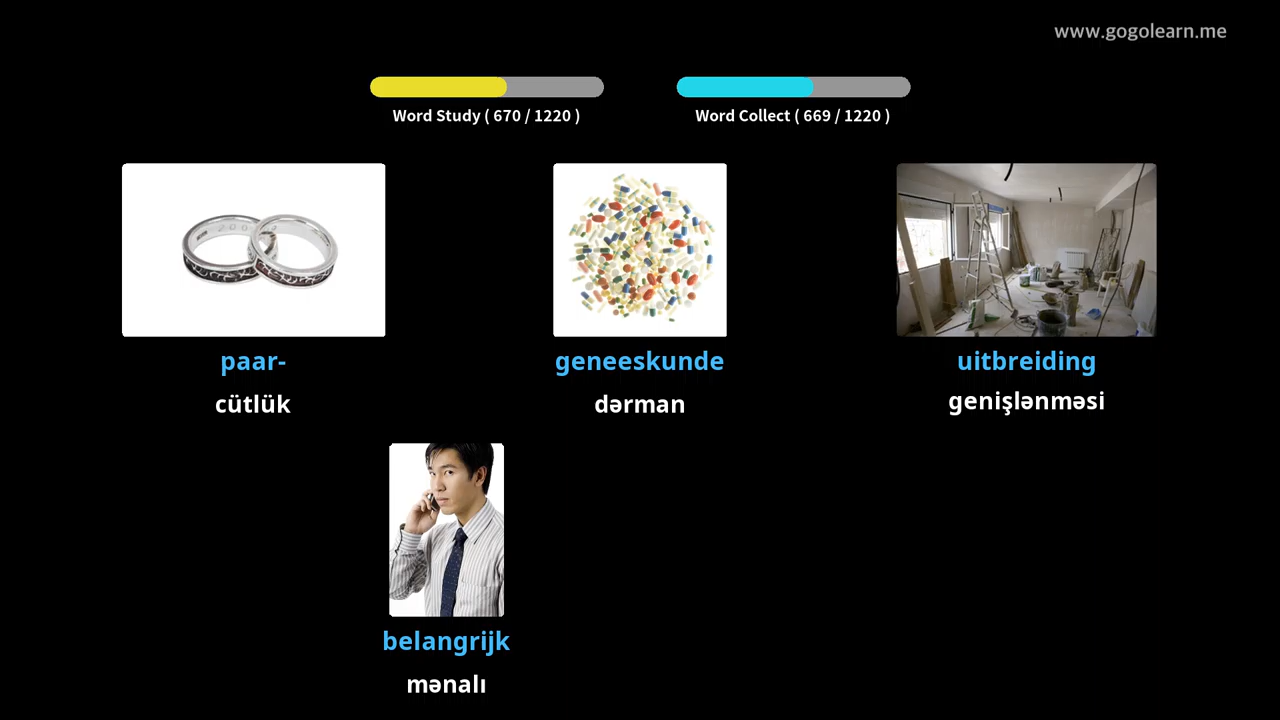 www.gogolearn.me
Word Study ( 670 / 1220 )
Word Collect ( 669 / 1220 )
paar-
geneeskunde
uitbreiding
cütlük
dərman
genişlənməsi
belangrijk
mənalı